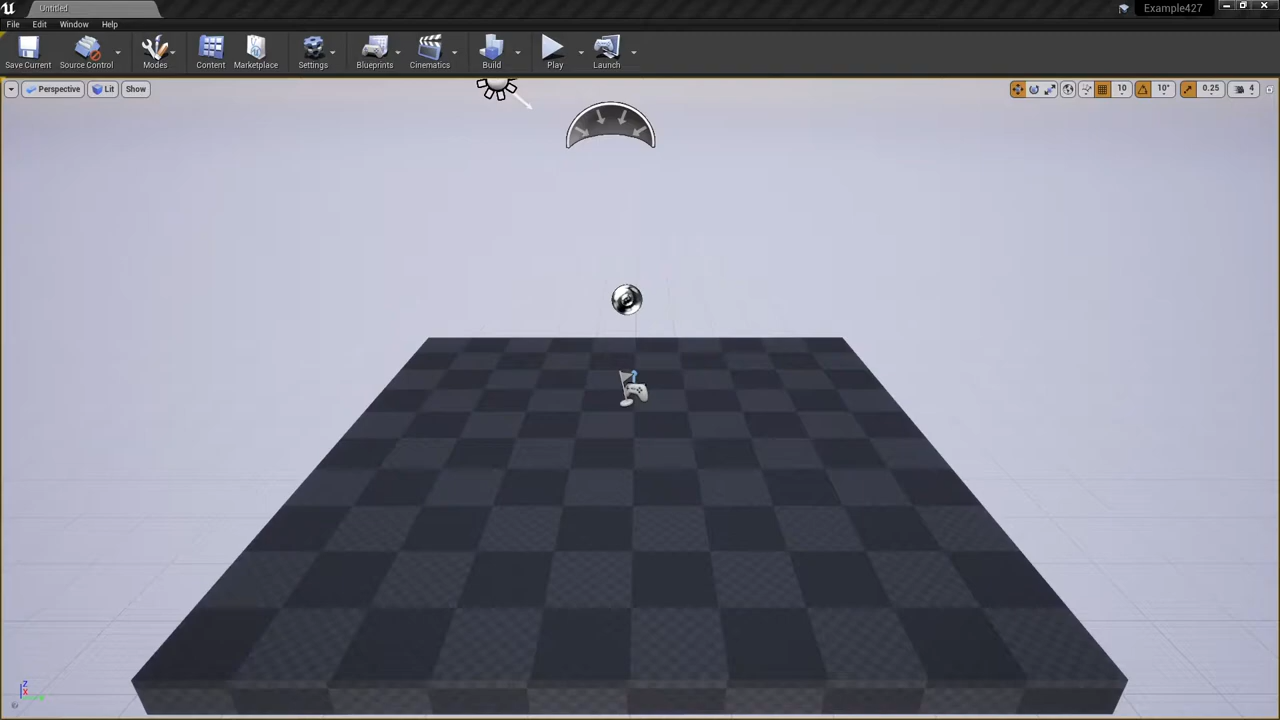 Untitled
Example427
File Edit Window Help
Save Current Source Control Modes Content Marketplace Settings Blueprints Cinematics Build Play Launch
Perspective Lit Show 10 10° 0.25 4
Z
X